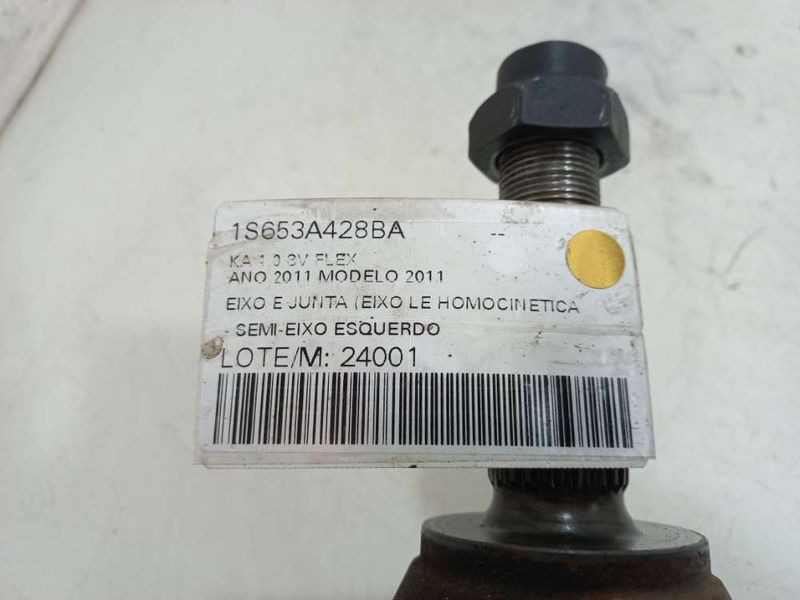 1S653A428BA
KA 1.0 8V FLEX
ANO 2011 MODELO 2011
EIXO E JUNTA (EIXO LE HOMOCINETICA
- SEMI-EIXO ESQUERDO
LOTE/M: 24001